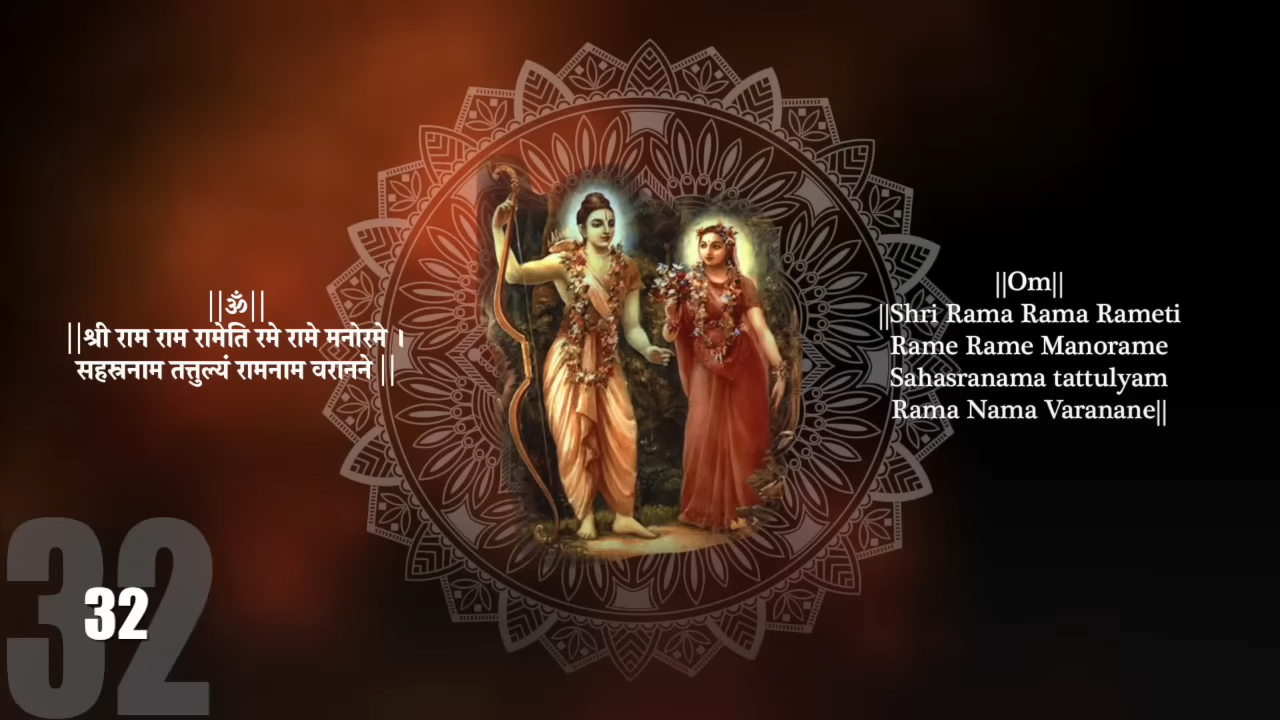 ||ॐ||
||श्री राम राम रामेति रमे रामे मनोरमे ।
सहस्रनाम तत्तुल्यं रामनाम वरानने ||
||Om||
||Shri Rama Rama Rameti
Rame Rame Manorame
Sahasranama tattulyam
Rama Nama Varanane||
32
32